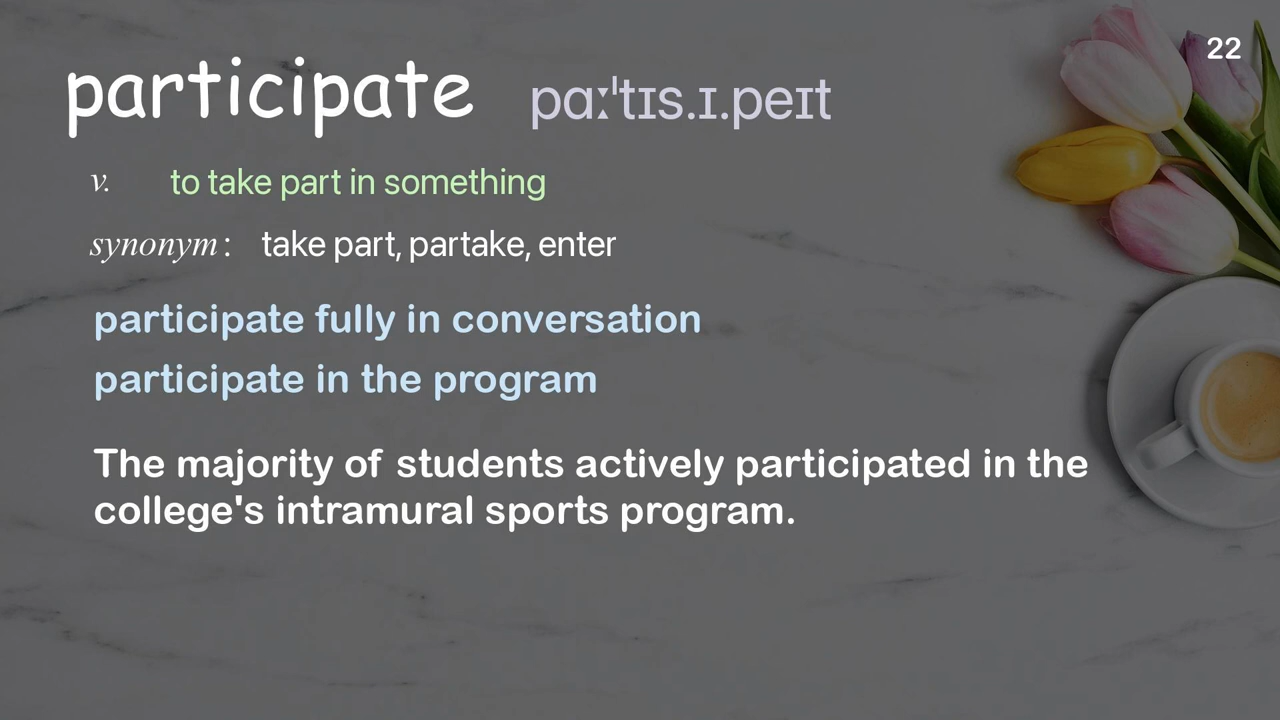 22
participate pɑːˈtɪs.ɪ.peɪt
v. to take part in something
synonym : take part, partake, enter
participate fully in conversation
participate in the program
The majority of students actively participated in the
college's intramural sports program.